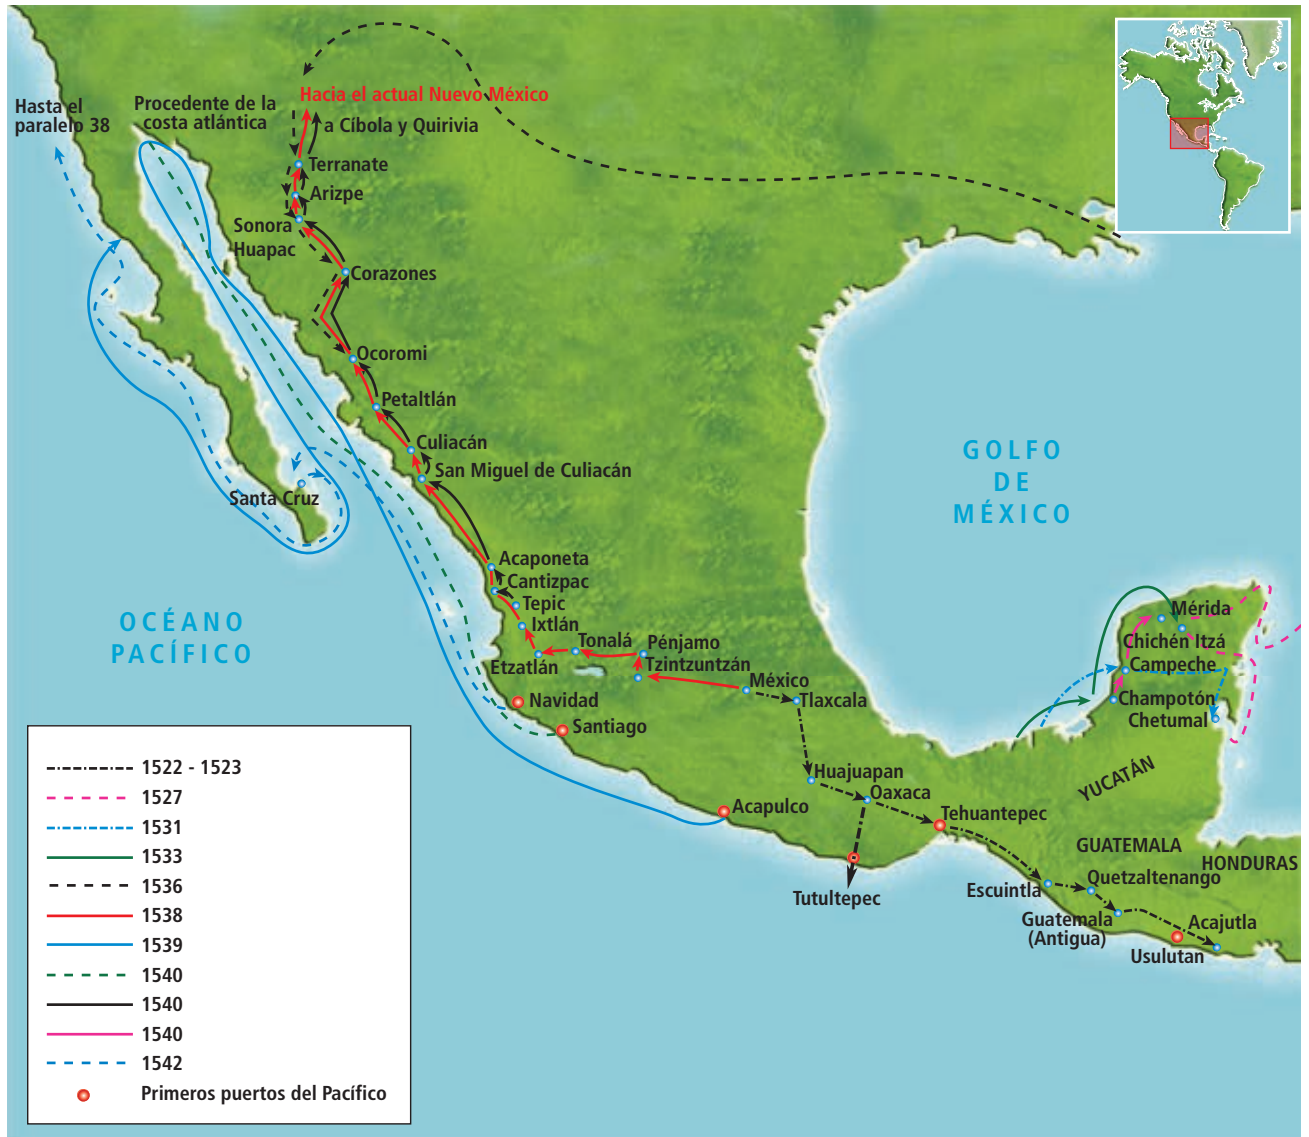 Hasta el
paralelo 38
Procedente de la
costa atlántica
Hacia el actual Nuevo México
a Cíbola y Quirivia
Terranate
Arizpe
Sonora
Huapac
Corazones
Ocoromi
Petaltlán
Culiacán
San Miguel de Culiacán
Santa Cruz
GOLFO
DE
MÉXICO
Acaponeta
Cantizpac
Tepic
Ixtlán
OCÉANO
PACÍFICO
Etzatlán
Tonalá
Pénjamo
Tzintzuntzán
México
Tlaxcala
Navidad
Santiago
Mérida
Chichén Itzá
Campeche
Champotón
Chetumal
YUCATÁN
Huajuapan
Oaxaca
Acapulco
Tehuantepec
Tututepec
GUATEMALA
HONDURAS
Escuintla
Quetzaltenango
Guatemala
(Antigua)
Acajutla
Usulutan
1522 - 1523
1527
1531
1533
1536
1538
1539
1540
1540
1540
1542
Primeros puertos del Pacífico